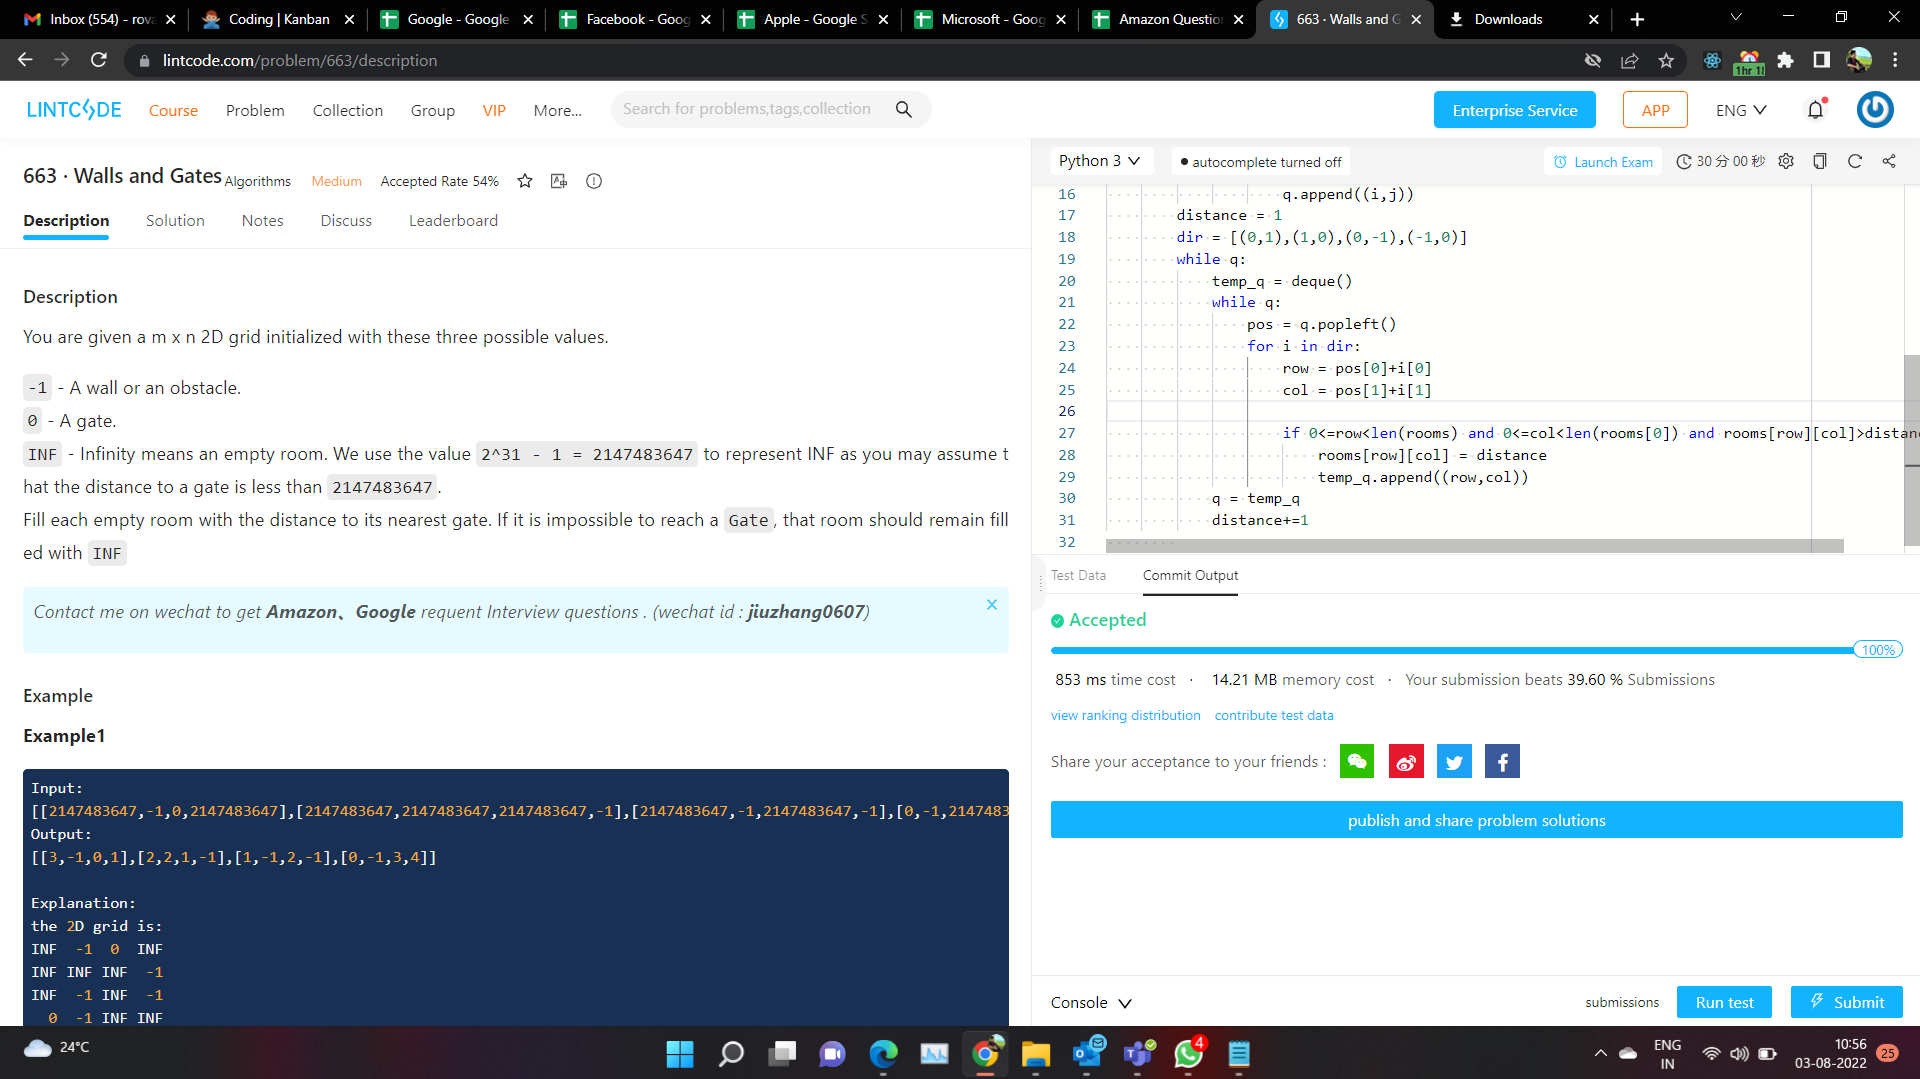 Inbox (554) - rova
Coding | Kanban
Google - Google
Facebook - Goog
Apple - Google S
Microsoft - Goog
Amazon Question
663 · Walls and G
Downloads
lintcode.com/problem/663/description
1hr 1
LINTCODE
Course
Problem
Collection
Group
VIP
More...
Search for problems,tags,collection
Enterprise Service
APP
ENG
663 · Walls and Gates
Algorithms
Medium
Accepted Rate 54%
Description
Solution
Notes
Discuss
Leaderboard
Description
You are given a m x n 2D grid initialized with these three possible values.
-1 - A wall or an obstacle.
0 - A gate.
INF - Infinity means an empty room. We use the value 2^31 - 1 = 2147483647 to represent INF as you may assume t
hat the distance to a gate is less than 2147483647.
Fill each empty room with the distance to its nearest gate. If it is impossible to reach a Gate, that room should remain fill
ed with INF
Contact me on wechat to get Amazon、Google requent Interview questions . (wechat id : jiuzhang0607)
Example
Example1
Input:
[[2147483647,-1,0,2147483647],[2147483647,2147483647,2147483647,-1],[2147483647,-1,2147483647,-1],[0,-1,2147483
Output:
[[3,-1,0,1],[2,2,1,-1],[1,-1,2,-1],[0,-1,3,4]]
Explanation:
the 2D grid is:
INF -1 0 INF
INF INF INF -1
INF -1 INF -1
0 -1 INF INF
Python 3
autocomplete turned off
Launch Exam
30 分 00 秒
16 q.append((i,j))
17 distance = 1
18 dir = [(0,1),(1,0),(0,-1),(-1,0)]
19 while q:
20 temp_q = deque()
21 while q:
22 pos = q.popleft()
23 for i in dir:
24 row = pos[0]+i[0]
25 col = pos[1]+i[1]
26
27 if 0<=row<len(rooms) and 0<=col<len(rooms[0]) and rooms[row][col]>distan
28 rooms[row][col] = distance
29 temp_q.append((row,col))
30 q = temp_q
31 distance+=1
32
Test Data
Commit Output
Accepted
100%
853 ms time cost · 14.21 MB memory cost · Your submission beats 39.60 % Submissions
view ranking distribution
contribute test data
Share your acceptance to your friends :
publish and share problem solutions
Console
submissions
Run test
Submit
24°C
4
ENG
IN
10:56
03-08-2022
25